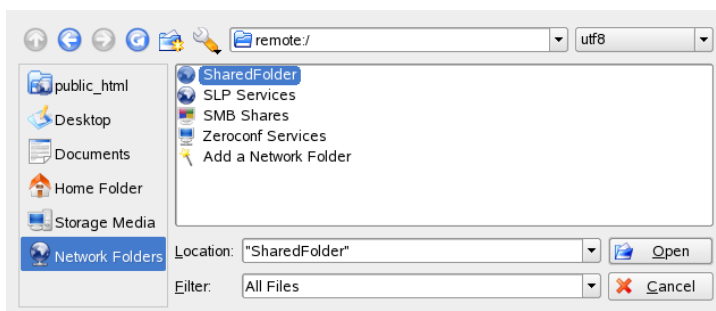 remote:/ utf8
public_html
Desktop
Documents
Home Folder
Storage Media
Network Folders
SharedFolder
SLP Services
SMB Shares
Zeroconf Services
Add a Network Folder
Location: "SharedFolder" Open
Filter: All Files Cancel